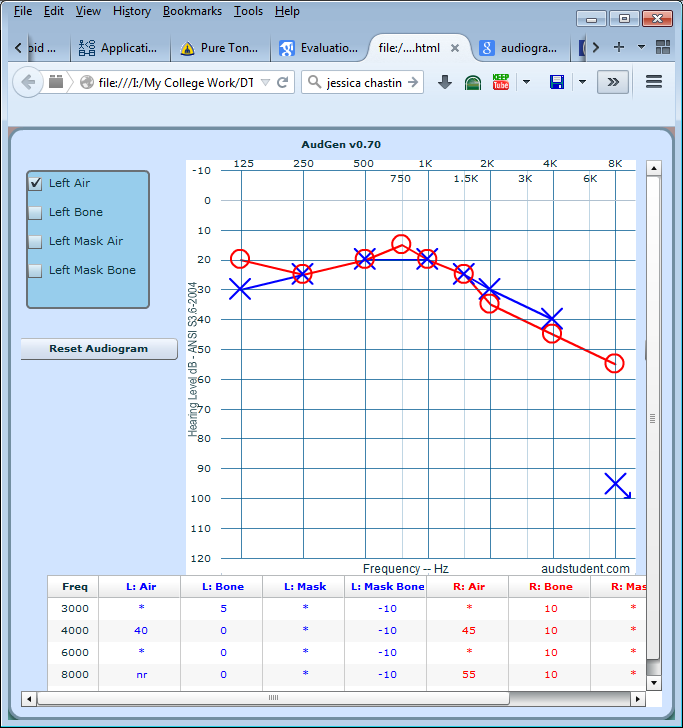 File Edit View History Bookmarks Tools Help
oid Applicati... Pure Ton... Evaluatio... file:/....html audiogra...
file:///I:/My College Work/DT jessica chastin KEEP Tube
AudGen v0.70
Left Air
Left Bone
Left Mask Air
Left Mask Bone
Reset Audiogram
125 250 500 1K 2K 4K 8K
750 1.5K 3K 6K
-10
0
10
20
30
40
50
60
70
80
90
100
110
120
Hearing Level dB - ANSI S3.6-2004
Frequency -- Hz audstudent.com
Freq L: Air L: Bone L: Mask L: Mask Bone R: Air R: Bone R: Mas
3000 * 5 * -10 * 10 *
4000 40 0 * -10 45 10 *
6000 * 0 * -10 * 10 *
8000 nr 0 * -10 55 10 *